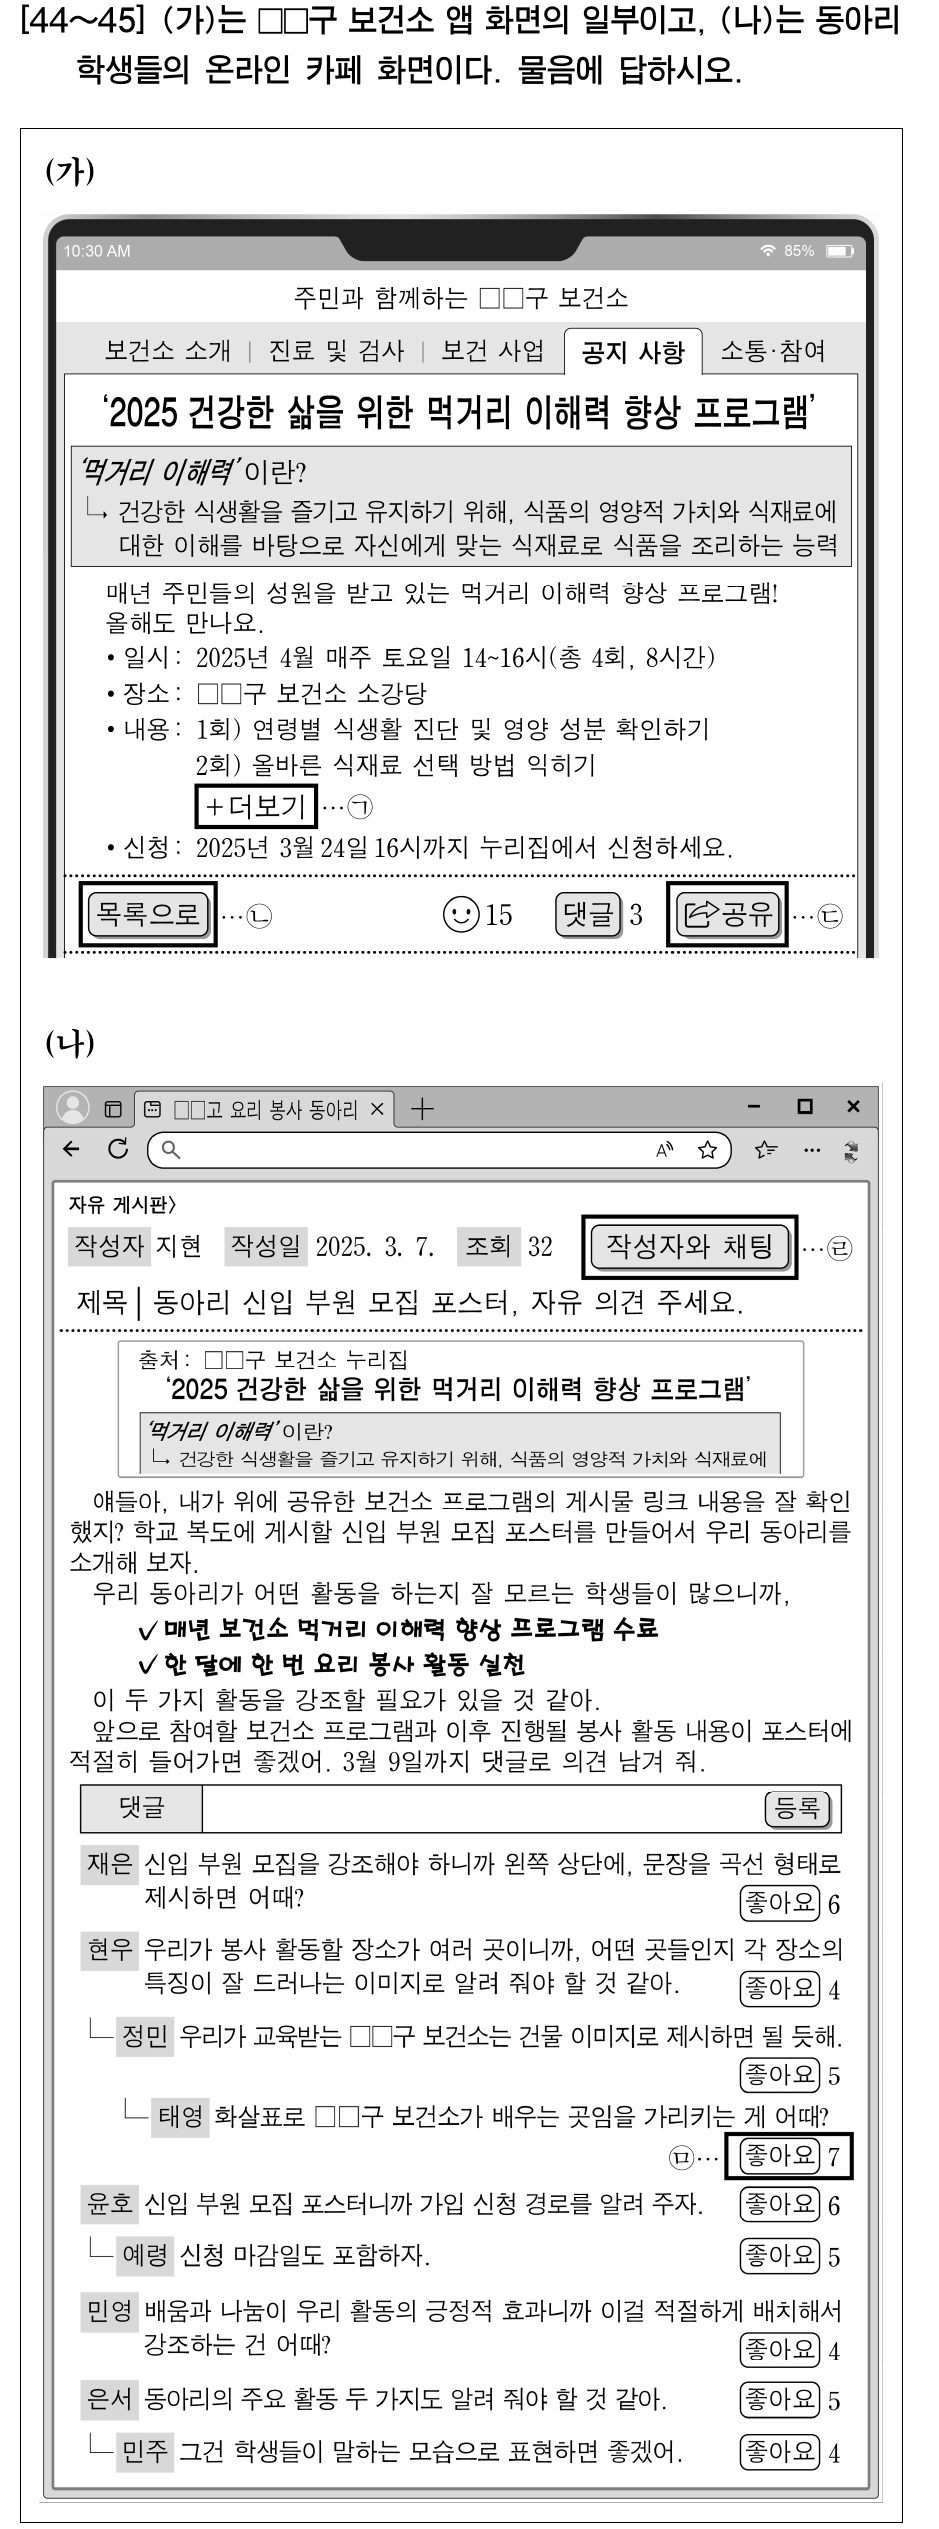 [44～45] (가)는 □□구 보건소 앱 화면의 일부이고, (나)는 동아리
학생들의 온라인 카페 화면이다. 물음에 답하시오.
(가)
10:30 AM 85%
주민과 함께하는 □□구 보건소
보건소 소개 | 진료 및 검사 | 보건 사업 공지 사항 소통·참여
‘2025 건강한 삶을 위한 먹거리 이해력 향상 프로그램’
‘먹거리 이해력’이란?
건강한 식생활을 즐기고 유지하기 위해, 식품의 영양적 가치와 식재료에
대한 이해를 바탕으로 자신에게 맞는 식재료로 식품을 조리하는 능력
매년 주민들의 성원을 받고 있는 먹거리 이해력 향상 프로그램!
올해도 만나요.
• 일시: 2025년 4월 매주 토요일 14~16시(총 4회, 8시간)
• 장소: □□구 보건소 소강당
• 내용: 1회) 연령별 식생활 진단 및 영양 성분 확인하기
2회) 올바른 식재료 선택 방법 익히기
+더보기 …㉠
• 신청: 2025년 3월 24일 16시까지 누리집에서 신청하세요.
목록으로 …㉡ 15 댓글 3 공유 …㉢
(나)
□□고 요리 봉사 동아리 ×
자유 게시판〉
작성자 지현 작성일 2025. 3. 7. 조회 32 작성자와 채팅 …㉣
제목 | 동아리 신입 부원 모집 포스터, 자유 의견 주세요.
출처: □□구 보건소 누리집
‘2025 건강한 삶을 위한 먹거리 이해력 향상 프로그램’
‘먹거리 이해력’이란?
건강한 식생활을 즐기고 유지하기 위해, 식품의 영양적 가치와 식재료에
얘들아, 내가 위에 공유한 보건소 프로그램의 게시물 링크 내용을 잘 확인
했지? 학교 복도에 게시할 신입 부원 모집 포스터를 만들어서 우리 동아리를
소개해 보자.
우리 동아리가 어떤 활동을 하는지 잘 모르는 학생들이 많으니까,
✓ 매년 보건소 먹거리 이해력 향상 프로그램 수료
✓ 한 달에 한 번 요리 봉사 활동 실천
이 두 가지 활동을 강조할 필요가 있을 것 같아.
앞으로 참여할 보건소 프로그램과 이후 진행될 봉사 활동 내용이 포스터에
적절히 들어가면 좋겠어. 3월 9일까지 댓글로 의견 남겨 줘.
댓글 등록
재은 신입 부원 모집을 강조해야 하니까 왼쪽 상단에, 문장을 곡선 형태로
제시하면 어때?
좋아요 6
현우 우리가 봉사 활동할 장소가 여러 곳이니까, 어떤 곳들인지 각 장소의
특징이 잘 드러나는 이미지로 알려 줘야 할 것 같아. 좋아요 4
정민 우리가 교육받는 □□구 보건소는 건물 이미지로 제시하면 될 듯해.
좋아요 5
태영 화살표로 □□구 보건소가 배우는 곳임을 가리키는 게 어때?
㉤… 좋아요 7
윤호 신입 부원 모집 포스터니까 가입 신청 경로를 알려 주자. 좋아요 6
예령 신청 마감일도 포함하자. 좋아요 5
민영 배움과 나눔이 우리 활동의 긍정적 효과니까 이걸 적절하게 배치해서
강조하는 건 어때? 좋아요 4
은서 동아리의 주요 활동 두 가지도 알려 줘야 할 것 같아. 좋아요 5
민주 그건 학생들이 말하는 모습으로 표현하면 좋겠어. 좋아요 4